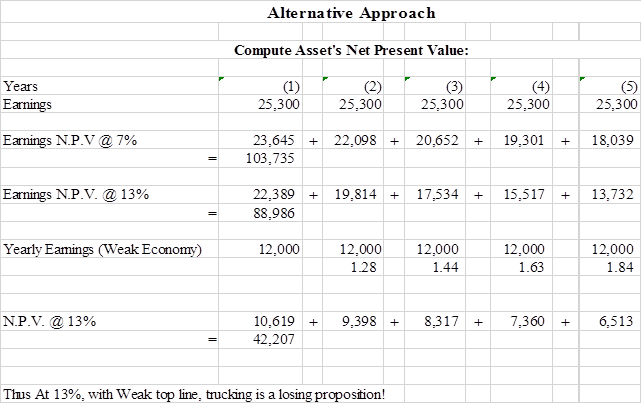 Alternative Approach
Compute Asset's Net Present Value:
Years (1) (2) (3) (4) (5)
Earnings 25,300 25,300 25,300 25,300 25,300
Earnings N.P.V @ 7% 23,645 + 22,098 + 20,652 + 19,301 + 18,039
= 103,735
Earnings N.P.V. @ 13% 22,389 + 19,814 + 17,534 + 15,517 + 13,732
= 88,986
Yearly Earnings (Weak Economy) 12,000 12,000 12,000 12,000 12,000
1.28 1.44 1.63 1.84
N.P.V. @ 13% 10,619 + 9,398 + 8,317 + 7,360 + 6,513
= 42,207
Thus At 13%, with Weak top line, trucking is a losing proposition!